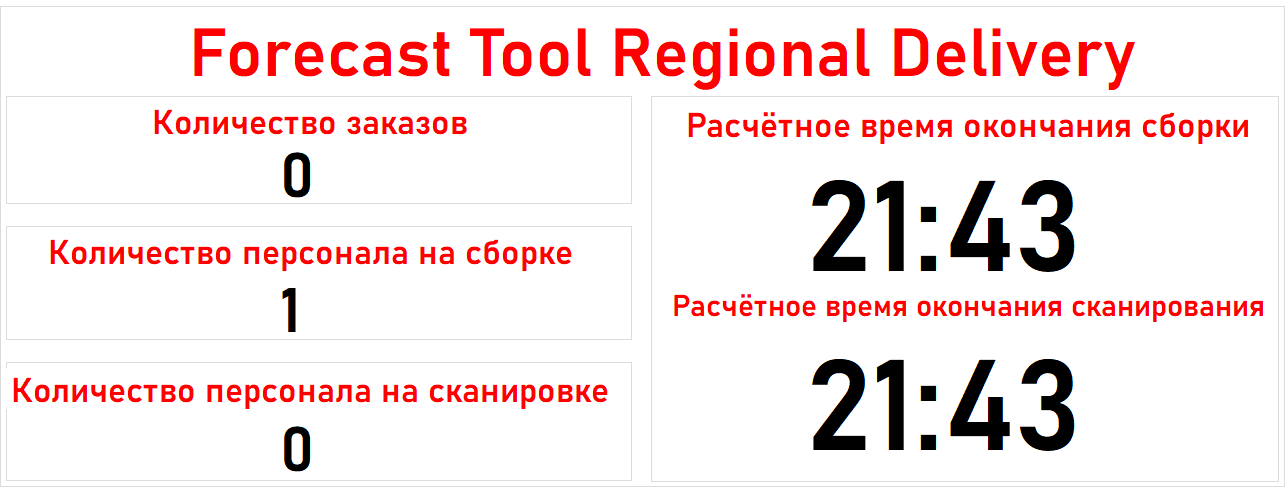 Forecast Tool Regional Delivery
Количество заказов
0
Количество персонала на сборке
1
Количество персонала на сканировке
0
Расчётное время окончания сборки
21:43
Расчётное время окончания сканирования
21:43